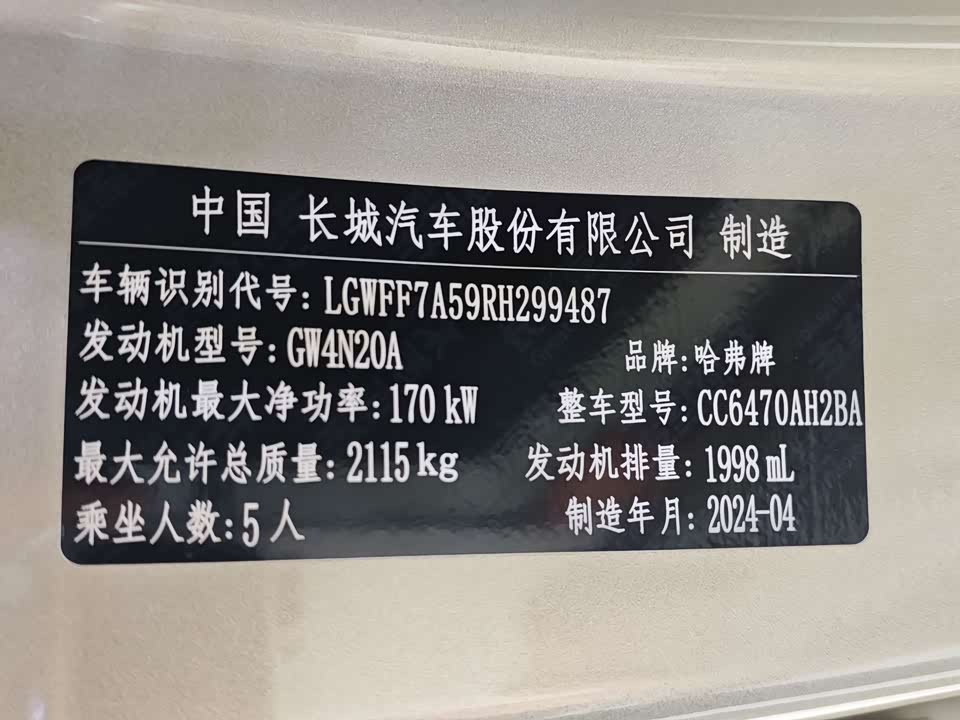 中国 长城汽车股份有限公司 制造
车辆识别代号: LGWFF7A59RH299487
发动机型号: GW4N20A 品牌: 哈弗牌
发动机最大净功率: 170 kW 整车型号: CC6470AH2BA
最大允许总质量: 2115kg 发动机排量: 1998 mL
乘坐人数: 5 人 制造年月: 2024-04